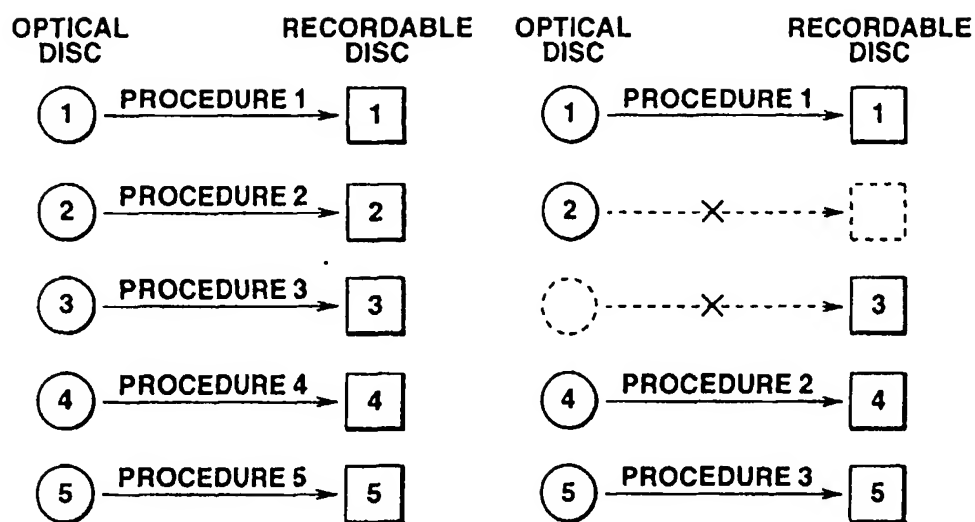 OPTICAL DISC
RECORDABLE DISC
1 PROCEDURE 1 1
2 PROCEDURE 2 2
3 PROCEDURE 3 3
4 PROCEDURE 4 4
5 PROCEDURE 5 5
OPTICAL DISC
RECORDABLE DISC
1 PROCEDURE 1 1
2
3
4 PROCEDURE 2 4
5 PROCEDURE 3 5